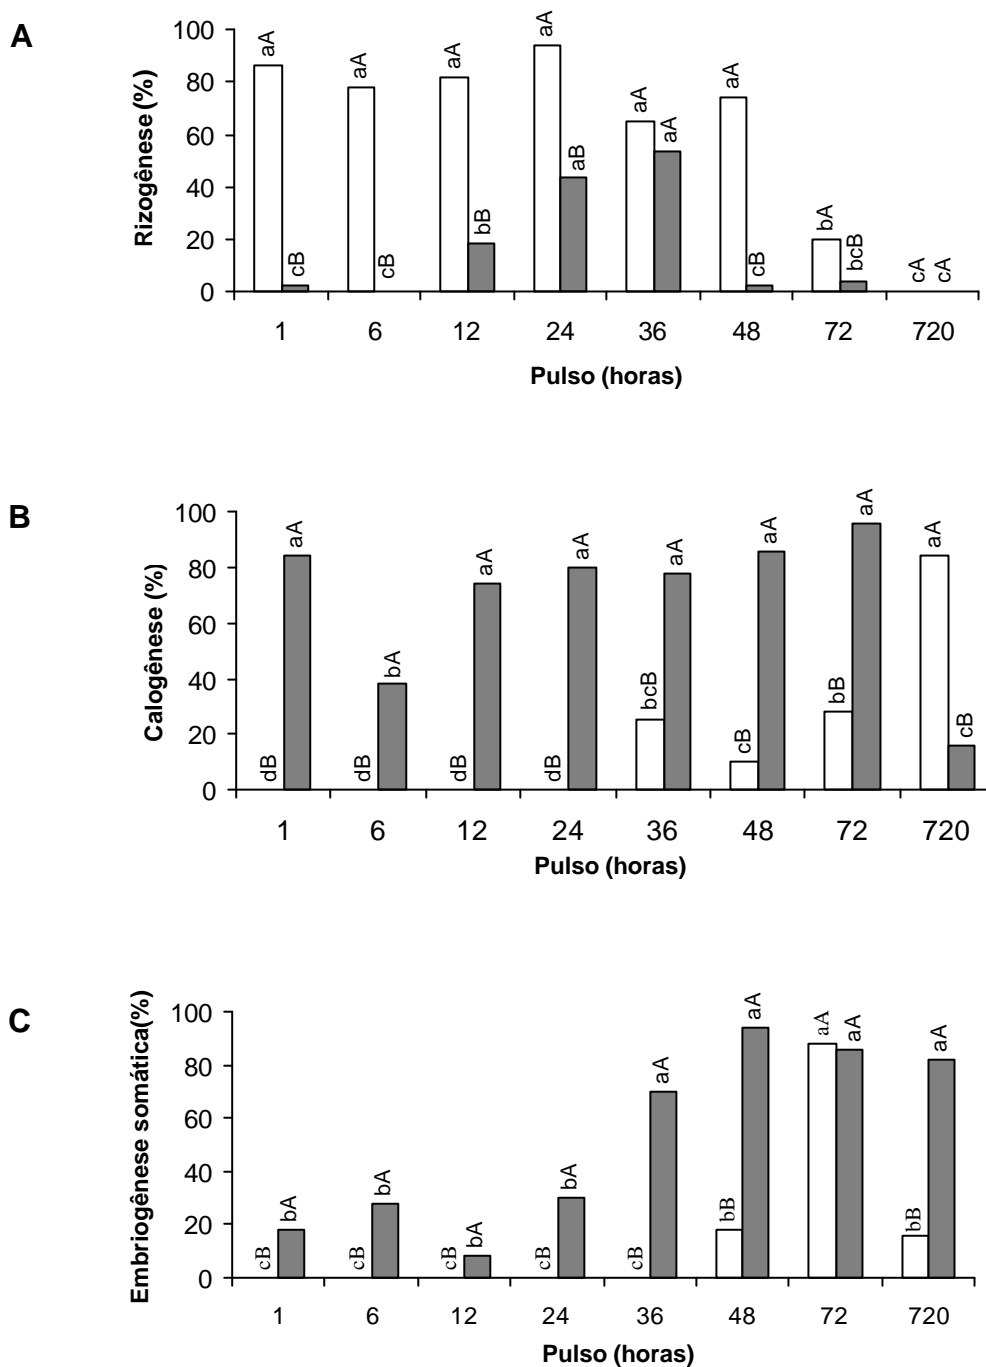 A
Rizogênese (%)
100
80
60
40
20
0
aA
cB
aA
cB
aA
bB
aA
aB
aA
aA
aA
cB
bA
bcB
cA
cA
1 6 12 24 36 48 72 720
Pulso (horas)
B
Calogênese (%)
100
80
60
40
20
0
dB
aA
dB
bA
dB
aA
dB
aA
bcB
aA
cB
aA
bB
aA
aA
cB
1 6 12 24 36 48 72 720
Pulso (horas)
C
Embriogênese somática(%)
100
80
60
40
20
0
cB
bA
cB
bA
cB
bA
cB
bA
cB
aA
bB
aA
aA
aA
bB
aA
1 6 12 24 36 48 72 720
Pulso (horas)